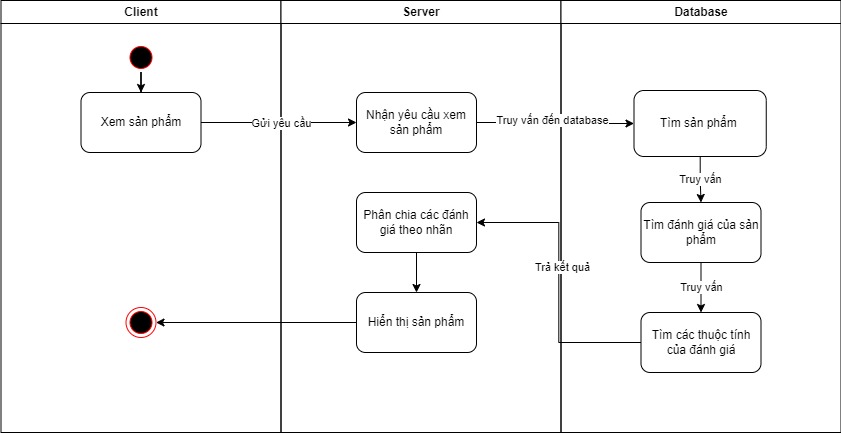 Client
Server
Database
Xem sản phẩm
Gửi yêu cầu
Nhận yêu cầu xem
sản phẩm
Truy vấn đến database
Tìm sản phẩm
Truy vấn
Phân chia các đánh
giá theo nhãn
Tìm đánh giá của sản
phẩm
Trả kết quả
Truy vấn
Hiển thị sản phẩm
Tìm các thuộc tính
của đánh giá